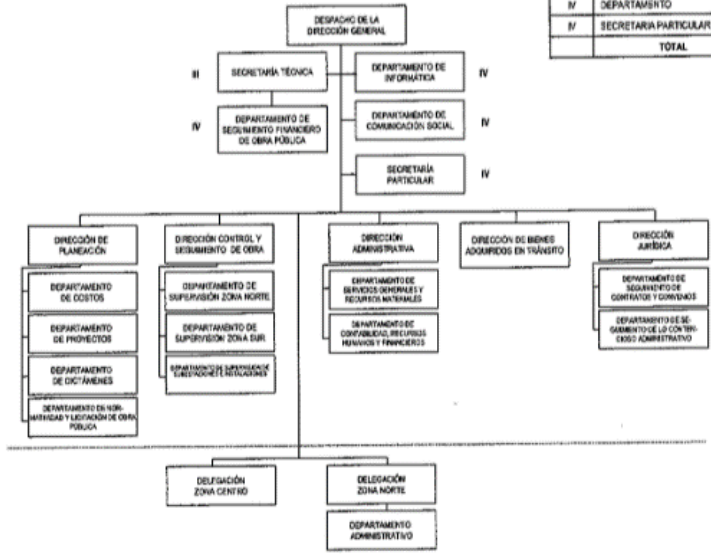 IV DEPARTAMENTO
IV SECRETARIA PARTICULAR
TOTAL
DESPACHO DE LA
DIRECCIÓN GENERAL
III
SECRETARÍA TÉCNICA
DEPARTAMENTO DE
INFORMÁTICA
IV
IV
DEPARTAMENTO DE
SEGUIMIENTO FINANCIERO
DE OBRA PÚBLICA
DEPARTAMENTO DE
COMUNICACIÓN SOCIAL
IV
SECRETARÍA
PARTICULAR
IV
DIRECCIÓN DE
PLANEACIÓN
DIRECCIÓN CONTROL Y
SEGUIMIENTO DE OBRA
DIRECCIÓN
ADMINISTRATIVA
DIRECCIÓN DE BIENES
ADQUIRIDOS EN TRÁNSITO
DIRECCIÓN
JURÍDICA
DEPARTAMENTO
DE COSTOS
DEPARTAMENTO DE
SUPERVISIÓN ZONA NORTE
DEPARTAMENTO DE
SERVICIOS GENERALES Y
RECURSOS MATERIALES
DEPARTAMENTO DE
SEGUIMIENTO DE
CONTRATOS Y CONVENIOS
DEPARTAMENTO
DE PROYECTOS
DEPARTAMENTO DE
SUPERVISIÓN ZONA SUR
DEPARTAMENTO DE
CONTABILIDAD, RECURSOS
HUMANOS Y FINANCIEROS
DEPARTAMENTO DE SE-
GUIMIENTO DE LO CONTEN-
CIOSO ADMINISTRATIVO
DEPARTAMENTO
DE DICTÁMENES
DEPARTAMENTO DE SUPERVISIÓN DE
SUBESTACIONES E INSTALACIONES
DEPARTAMENTO DE NOR-
MATIVIDAD Y LICITACIÓN DE OBRA
PÚBLICA
DELEGACIÓN
ZONA CENTRO
DELEGACIÓN
ZONA NORTE
DEPARTAMENTO
ADMINISTRATIVO